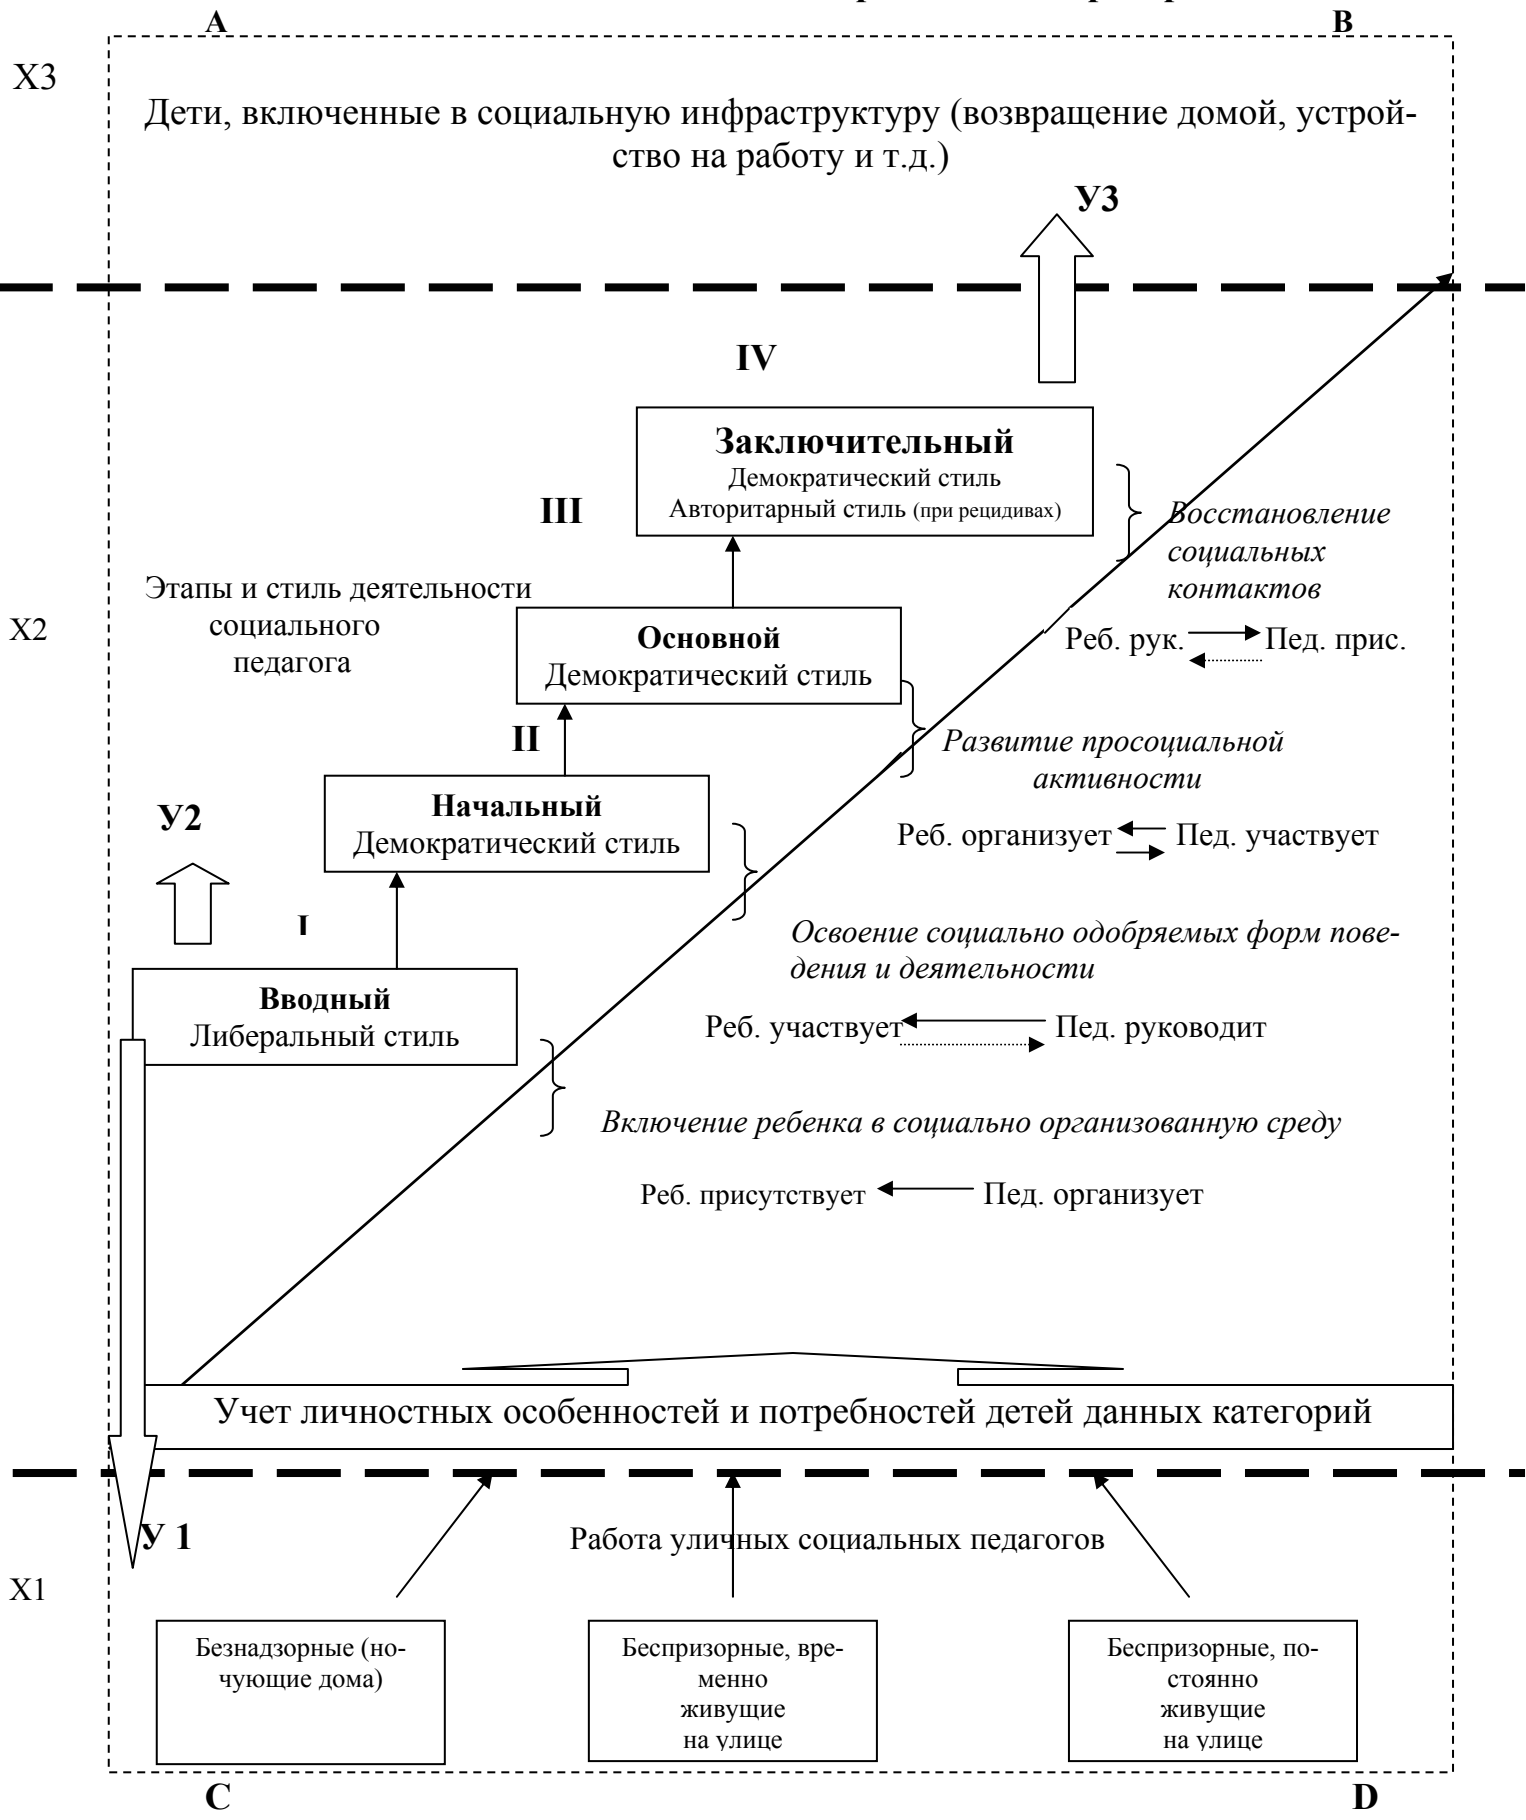 А В
Х3
Дети, включенные в социальную инфраструктуру (возвращение домой, устрой-
ство на работу и т.д.)
У3
IV
Заключительный
Демократический стиль
Авторитарный стиль (при рецидивах)
III
Восстановление
социальных
контактов
Этапы и стиль деятельности
социального
педагога
Х2
Основной
Демократический стиль
Реб. рук. Пед. прис.
II
Развитие просоциальной
активности
Начальный
Демократический стиль
У2
Реб. организует Пед. участвует
I
Освоение социально одобряемых форм пове-
дения и деятельности
Вводный
Либеральный стиль
Реб. участвует Пед. руководит
Включение ребенка в социально организованную среду
Реб. присутствует Пед. организует
Учет личностных особенностей и потребностей детей данных категорий
У 1
Работа уличных социальных педагогов
Х1
Безнадзорные (но-
чующие дома)
Беспризорные, вре-
менно
живущие
на улице
Беспризорные, по-
стоянно
живущие
на улице
С D